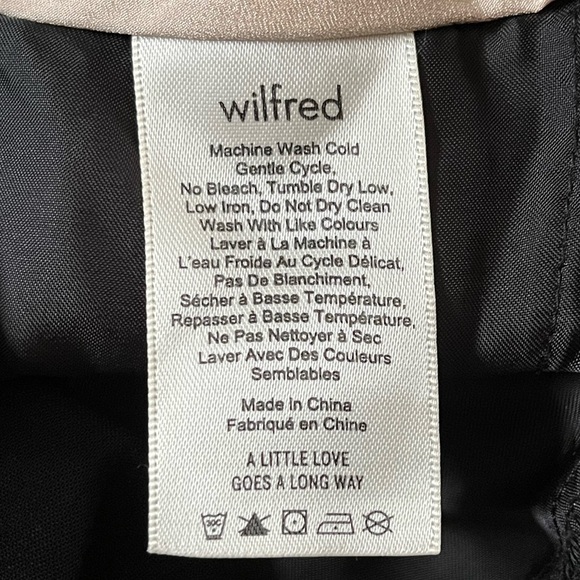 wilfred
Machine Wash Cold
Gentle Cycle,
No Bleach, Tumble Dry Low,
Low Iron, Do Not Dry Clean
Wash With Like Colours
Laver à La Machine à
L'eau Froide Au Cycle Délicat,
Pas De Blanchiment,
Sécher à Basse Température,
Repasser à Basse Température,
Ne Pas Nettoyer à Sec
Laver Avec Des Couleurs
Semblables
Made in China
Fabriqué en Chine
A LITTLE LOVE
GOES A LONG WAY
30C